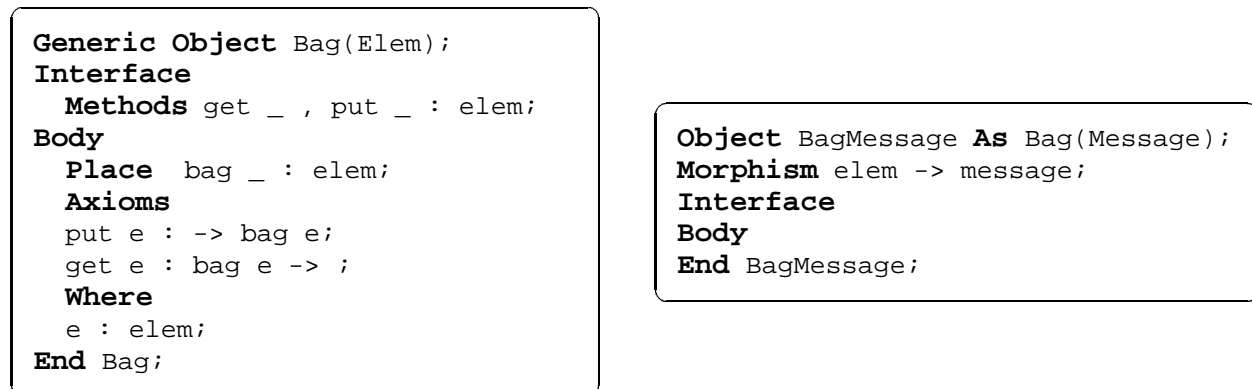 Generic Object Bag(Elem);
Interface
Methods get _ , put _ : elem;
Body
Place bag _ : elem;
Axioms
put e : -> bag e;
get e : bag e -> ;
Where
e : elem;
End Bag;
Object BagMessage As Bag(Message);
Morphism elem -> message;
Interface
Body
End BagMessage;